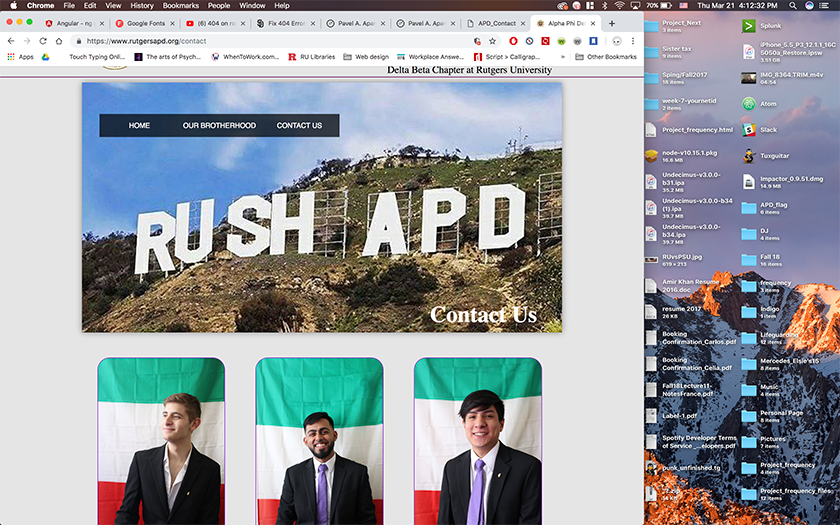 Chrome File Edit View History Bookmarks People Window Help 70% Thu Mar 21 4:12:32 PM
Angular - ng Google Fonts (6) 404 on ro Fix 404 Error Pavel A. Apar Pavel A. Apar APD_Contact Alpha Phi De
https://www.rutgersapd.org/contact
Apps Touch Typing Onli... The arts of Psych... WhenToWork.com... RU Libraries Web design Workplace Answe... Script > Calligrap... >> Other Bookmarks
Delta Beta Chapter at Rutgers University
HOME OUR BROTHERHOOD CONTACT US
RUSH APD
Contact Us
Project_Next
3 items
Sister tax
9 items
Sping/Fall2017
week-7-yournetid
2 items
Project_frequency.html
node-v10.15.1.pkg
16.6 MB
Undecimus-v3.0.0-
b31.ipa
35.2 MB
Undecimus-v3.0.0-b34
(1).ipa
39.7 MB
Undecimus-v3.0.0-
b34.ipa
39.7 MB
RUvsPSU.jpg
619 × 213
Amir Khan Resume
2016.doc
resume 2017
26 KB
Booking
Confirmation_Carlos.pdf
Booking
Confirmation_Celia.pdf
Fall18Lecture11-
NotesFrance.pdf
Label-1.pdf
Spotify Developer Terms
of Service _...elopers.pdf
punk_unfinished.tg
Splunk
iPhone_5.5_P3_12.1.1_16C
5050a_Restore.ipsw
3.51 GB
IMG_8364.TRIM.m4v
04:54
Atom
Slack
Tuxguitar
Impactor_0.9.51.dmg
14.9 MB
APD_flag
6 items
DJ
4 items
Fall 18
16 items
frequency
3 items
Indigo
1 item
Lifeguarding
12 items
Mercedes_Elsie's15
8 items
Music
4 items
Personal Page
8 items
Pictures
7 items
Project_frequency
4 items
Project_frequency_files
12 items